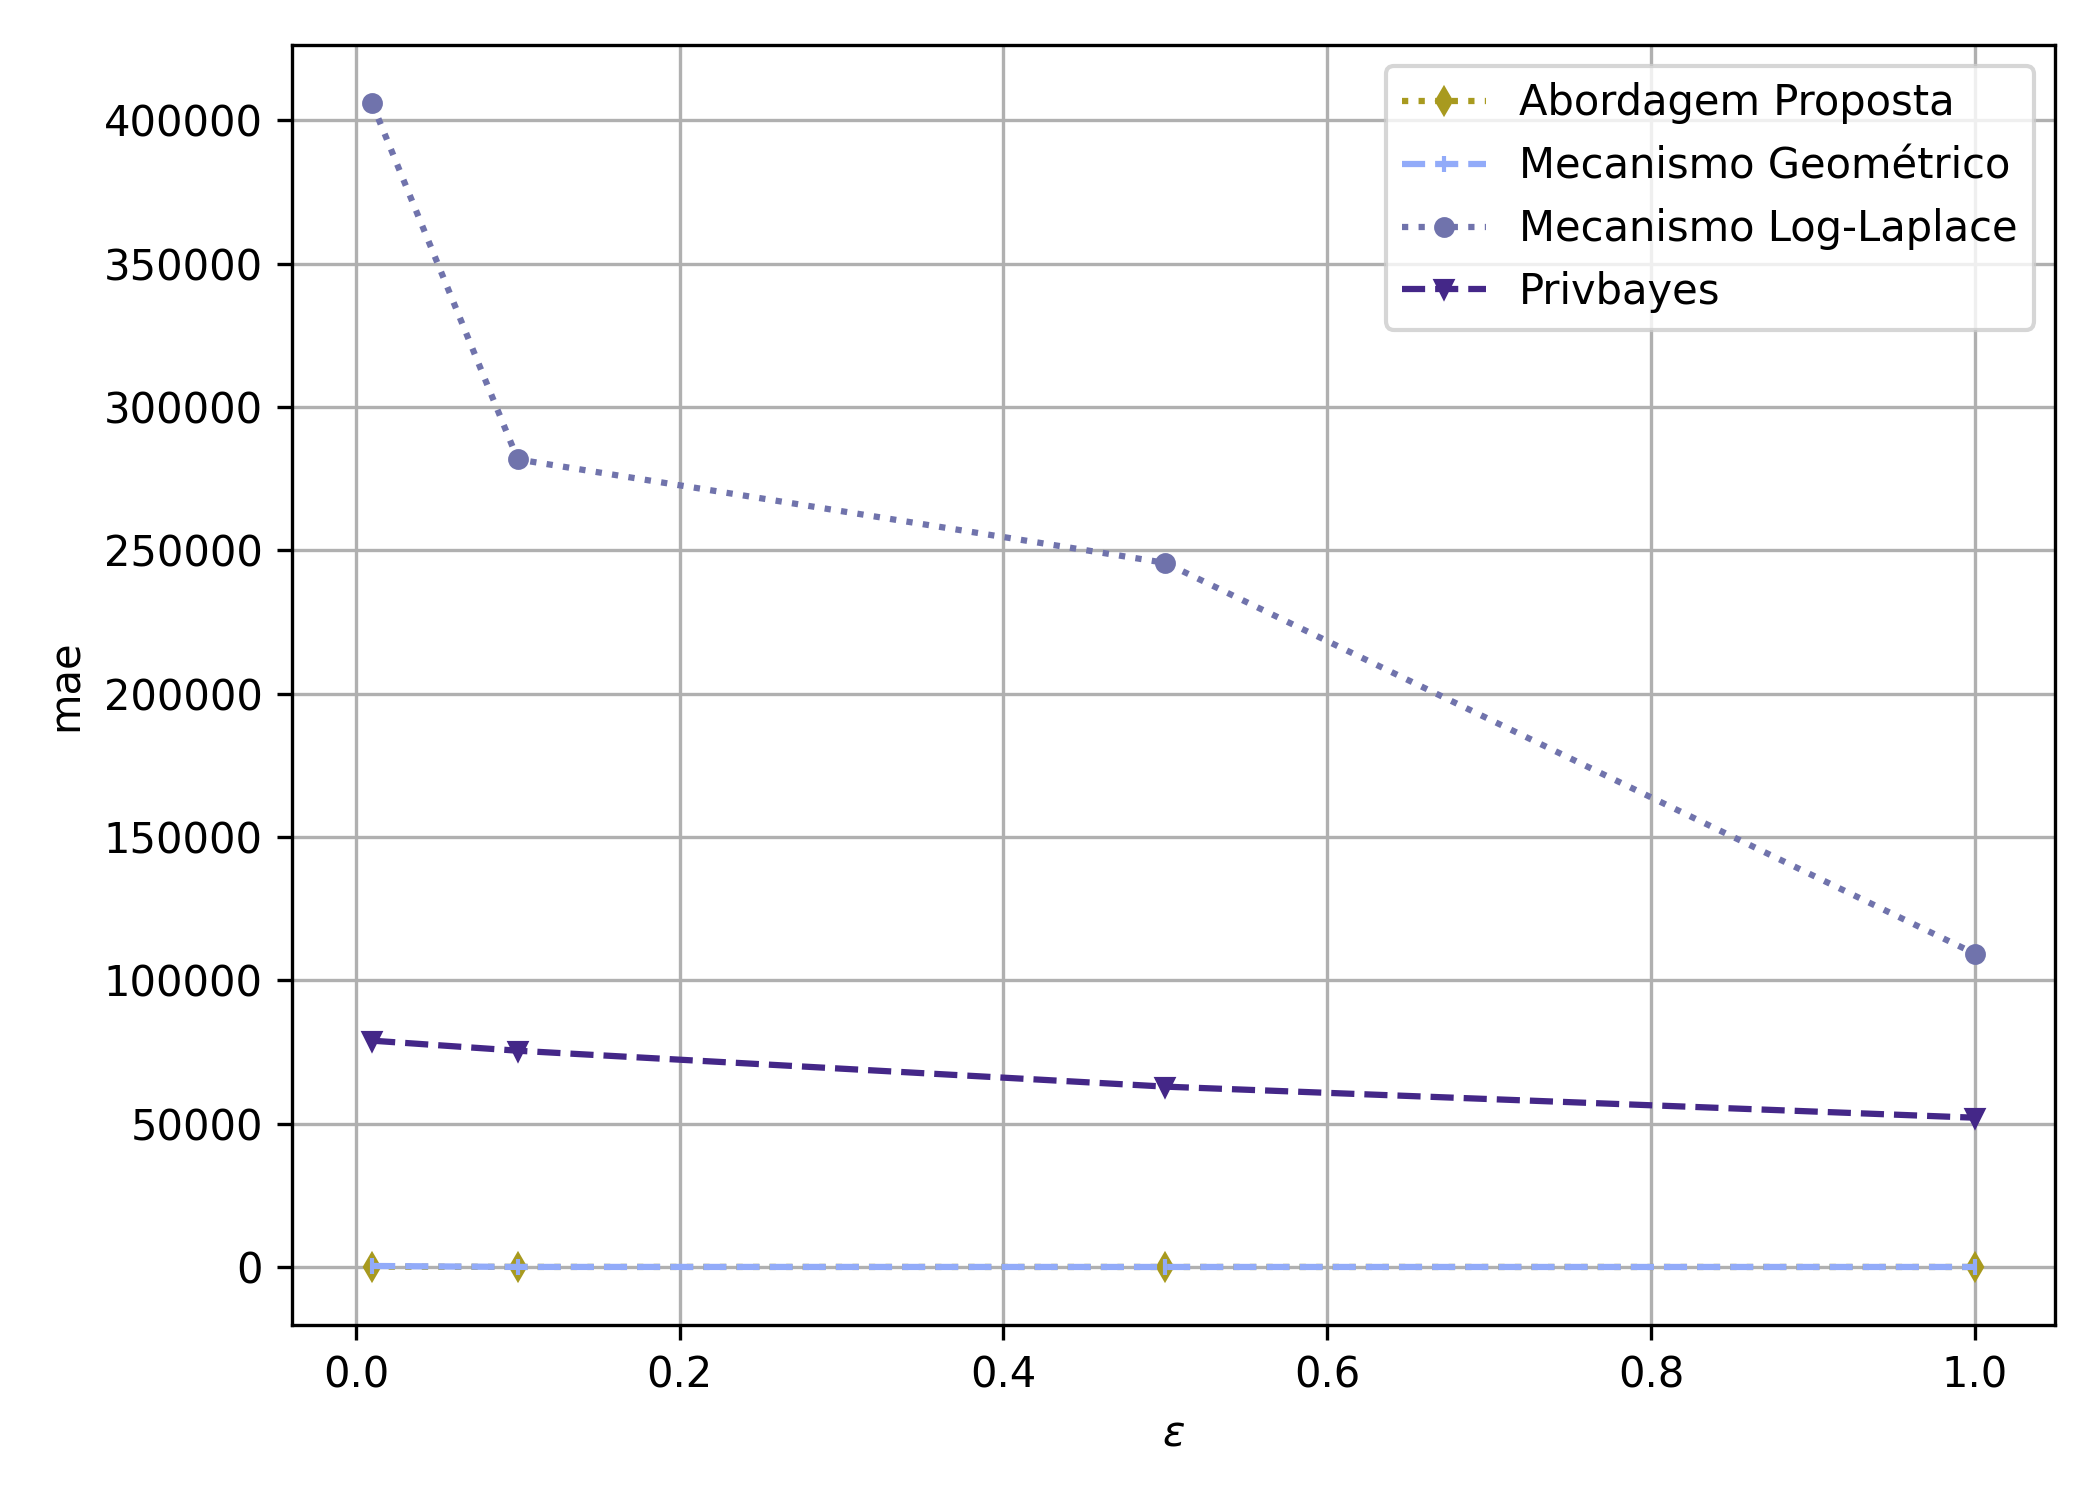 400000
350000
300000
250000
200000
150000
100000
50000
0
mae
0.0
0.2
0.4
0.6
0.8
1.0
ε
Abordagem Proposta
Mecanismo Geométrico
Mecanismo Log-Laplace
Privbayes